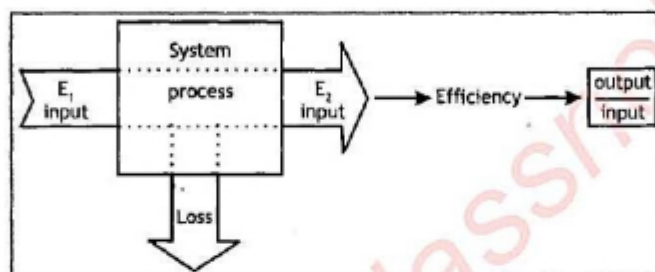 System
process
E₁
input
E₂
input
Loss
Efficiency
output
input